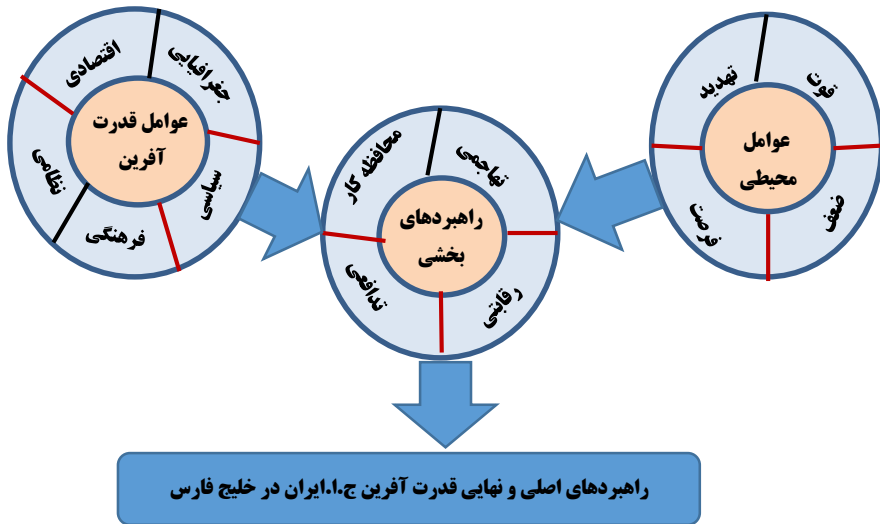 عوامل محیطی
قوت
تهدید
ضعف
فرصت
عوامل قدرت آفرین
جغرافیایی
اقتصادی
سیاسی
نظامی
فرهنگی
راهبردهای بخشی
تهاجمی
محافظه کار
رقابتی
تدافعی
راهبردهای اصلی و نهایی قدرت آفرین ج.ا.ایران در خلیج فارس